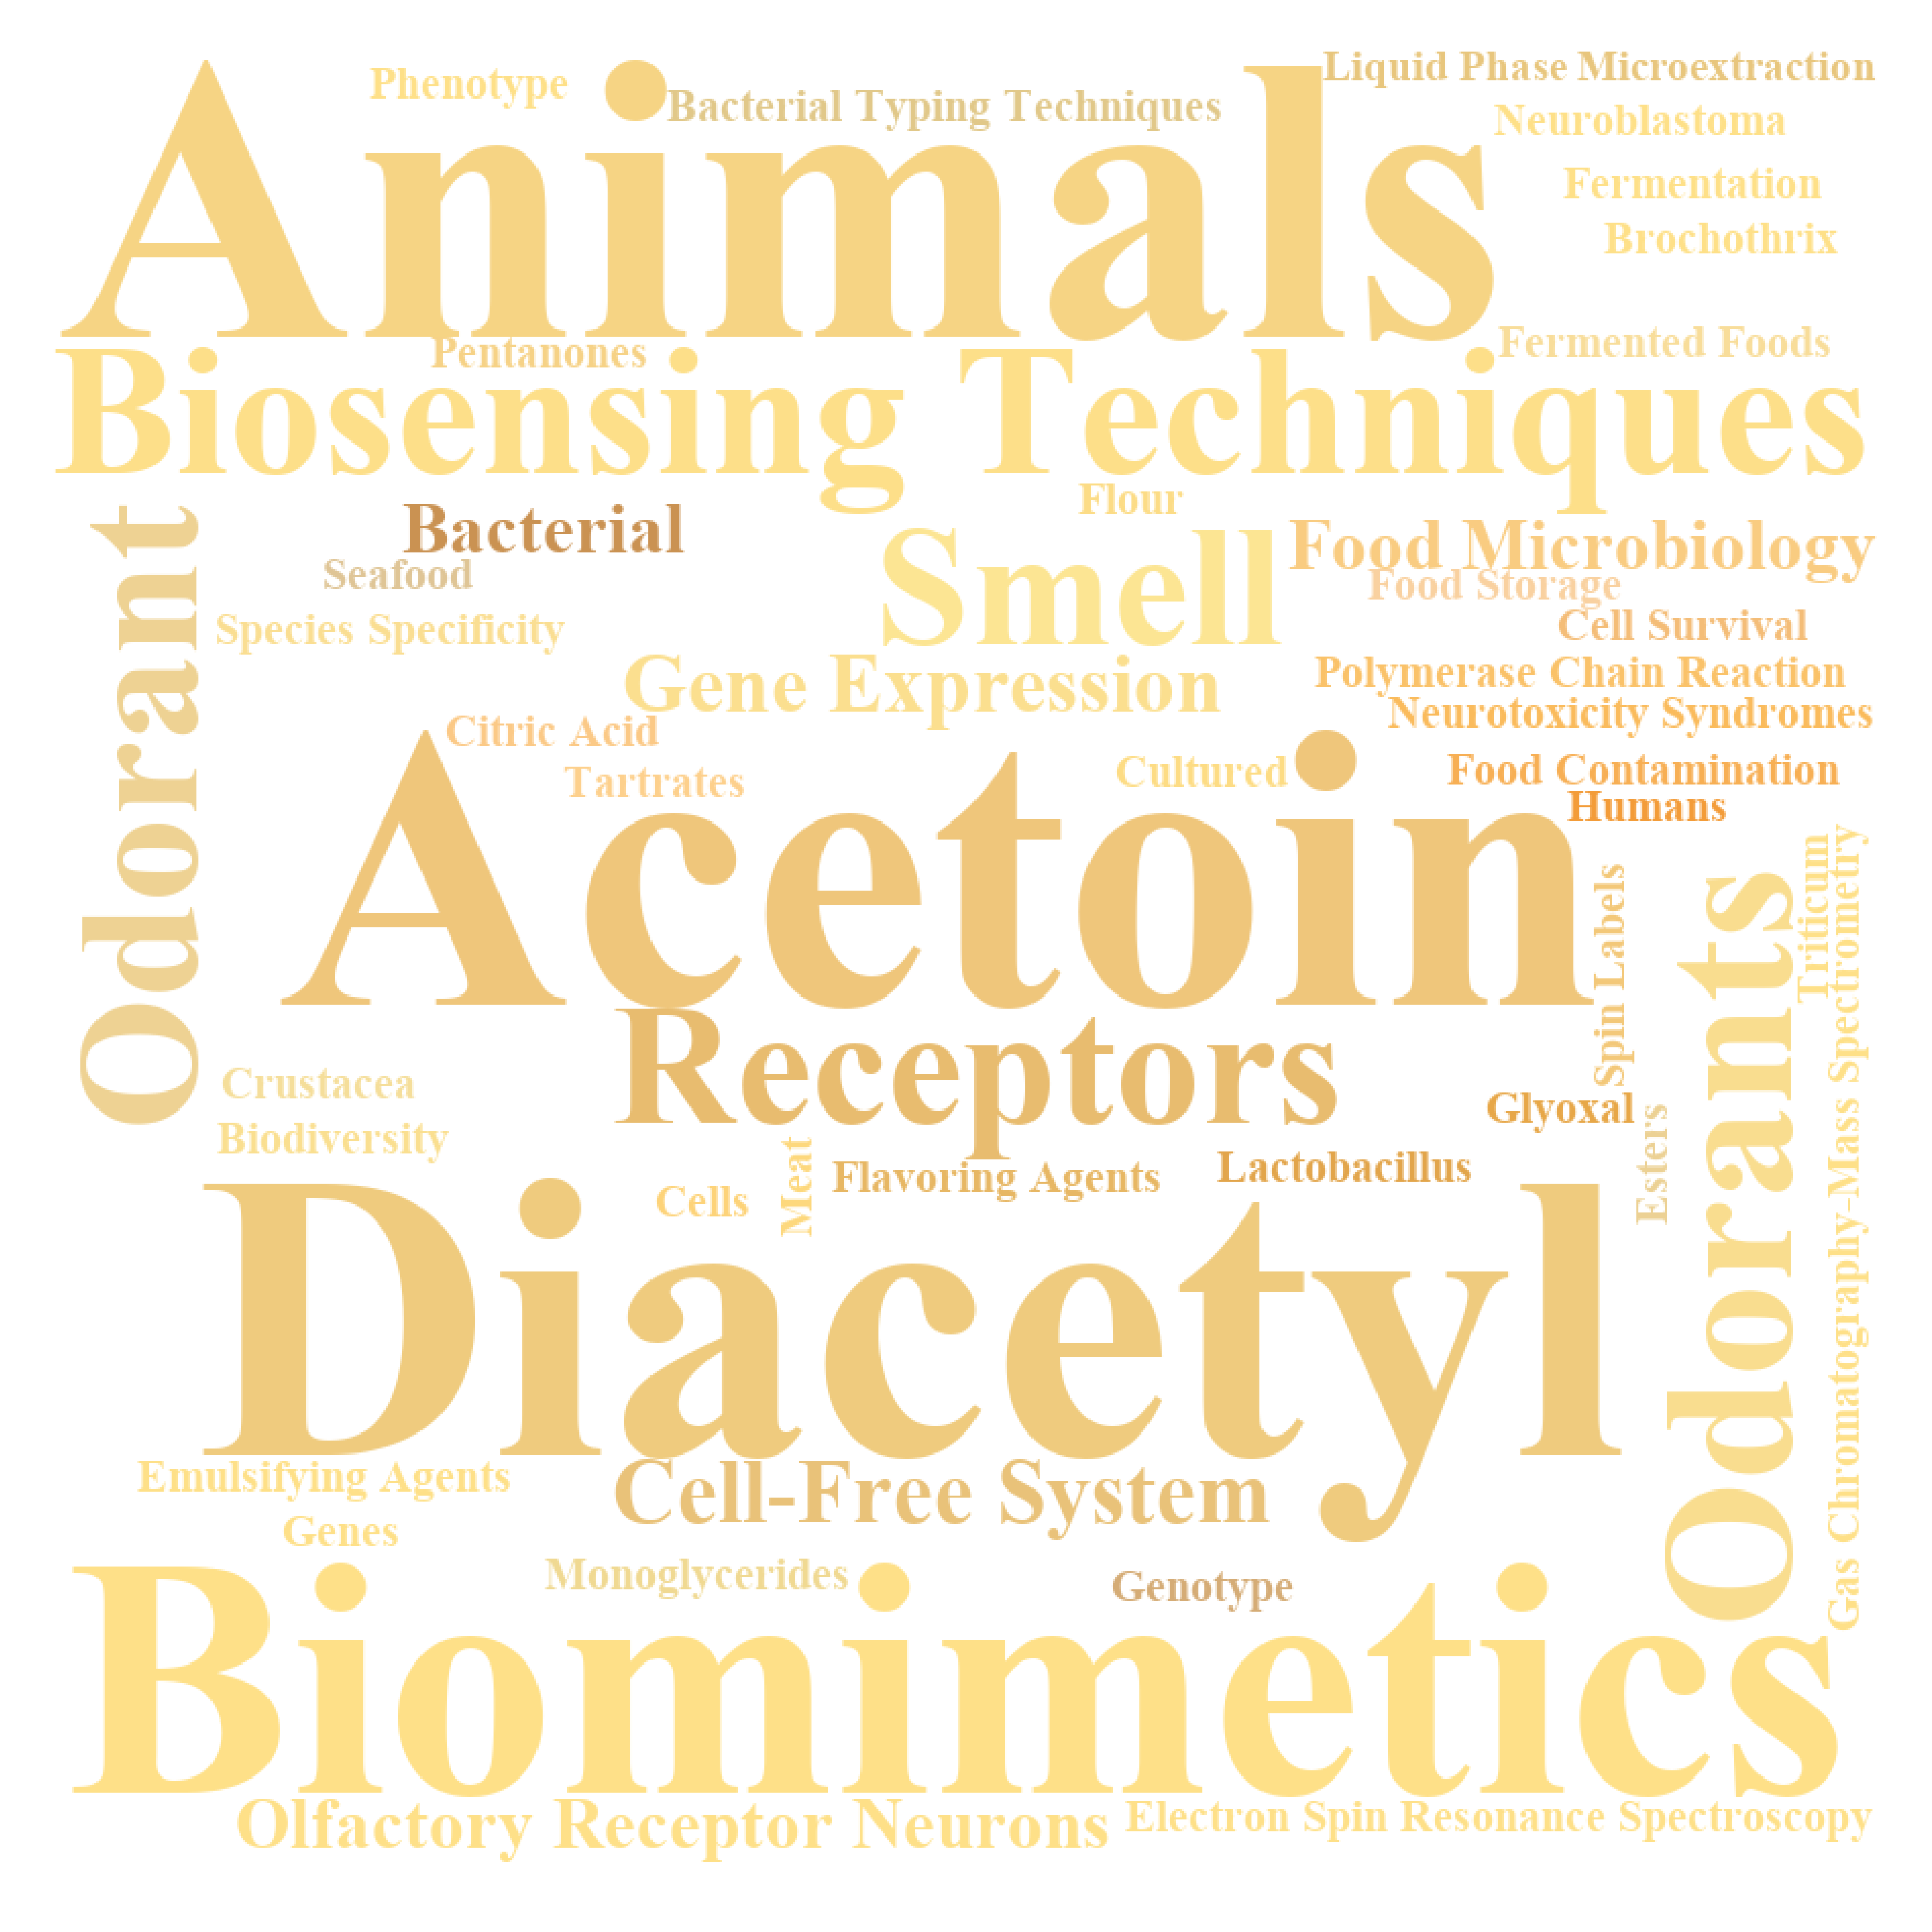 Liquid Phase Microextraction
Phenotype
Bacterial Typing Techniques
Neuroblastoma
Animals
Fermentation
Brochothrix
Fermented Foods
Pentanones
Biosensing Techniques
Flour
Bacterial
Food Microbiology
Smell
Seafood
Food Storage
Species Specificity
Cell Survival
Polymerase Chain Reaction
Gene Expression
Neurotoxicity Syndromes
Citric Acid
Food Contamination
Cultured
Tartrates
Humans
Odorant
Acetoin
Spin Labels
Triticum
Receptors
Crustacea
Glyoxal
Biodiversity
Esters
Lactobacillus
Flavoring Agents
Meat
Cells
Odorants
Gas Chromatography-Mass Spectrometry
Diacetyl
Emulsifying Agents
Cell-Free System
Genes
Monoglycerides
Genotype
Biomimetics
Olfactory Receptor Neurons
Electron Spin Resonance Spectroscopy